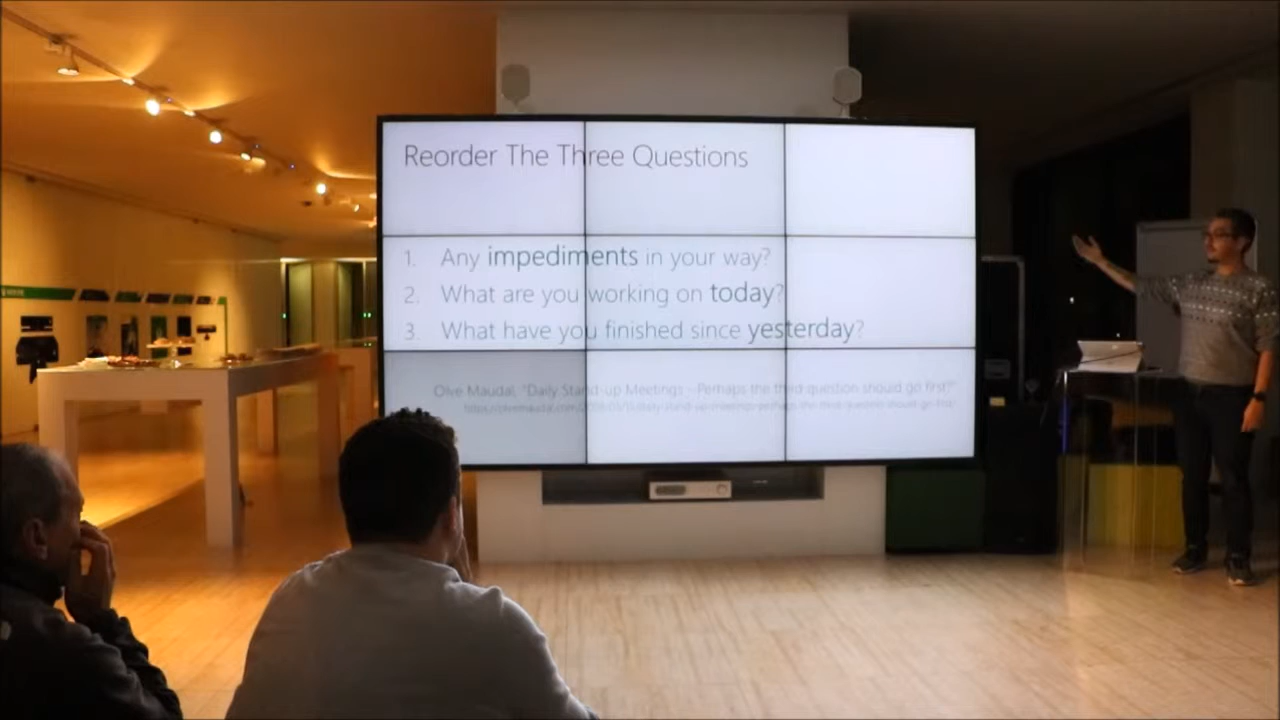 Reorder The Three Questions
1. Any impediments in your way?
2. What are you working on today?
3. What have you finished since yesterday?
Olve Maudal, "Daily Stand-up Meetings - Perhaps the third question should go first?"